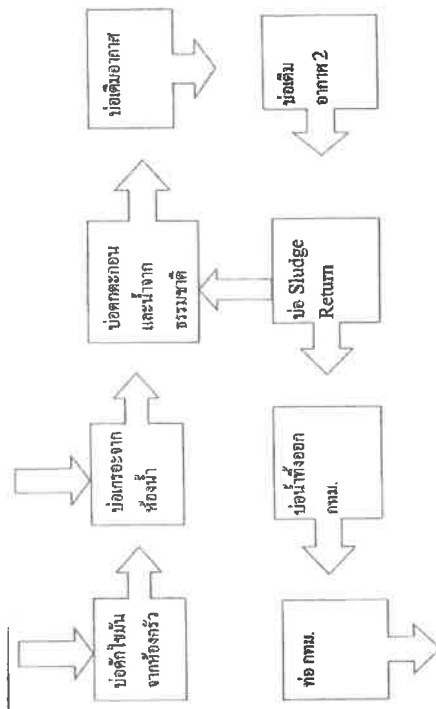 บ่อดักไขมัน
จากห้องครัว
บ่อเกรอะจาก
ห้องน้ำ
บ่อตกตะกอน
และน้ำจาก
ธรรมชาติ
บ่อเติมอากาศ
บ่อเติม
อากาศ 2
บ่อ Sludge
Return
บ่อน้ำทิ้งออก
กทม.
ท่อ กทม.